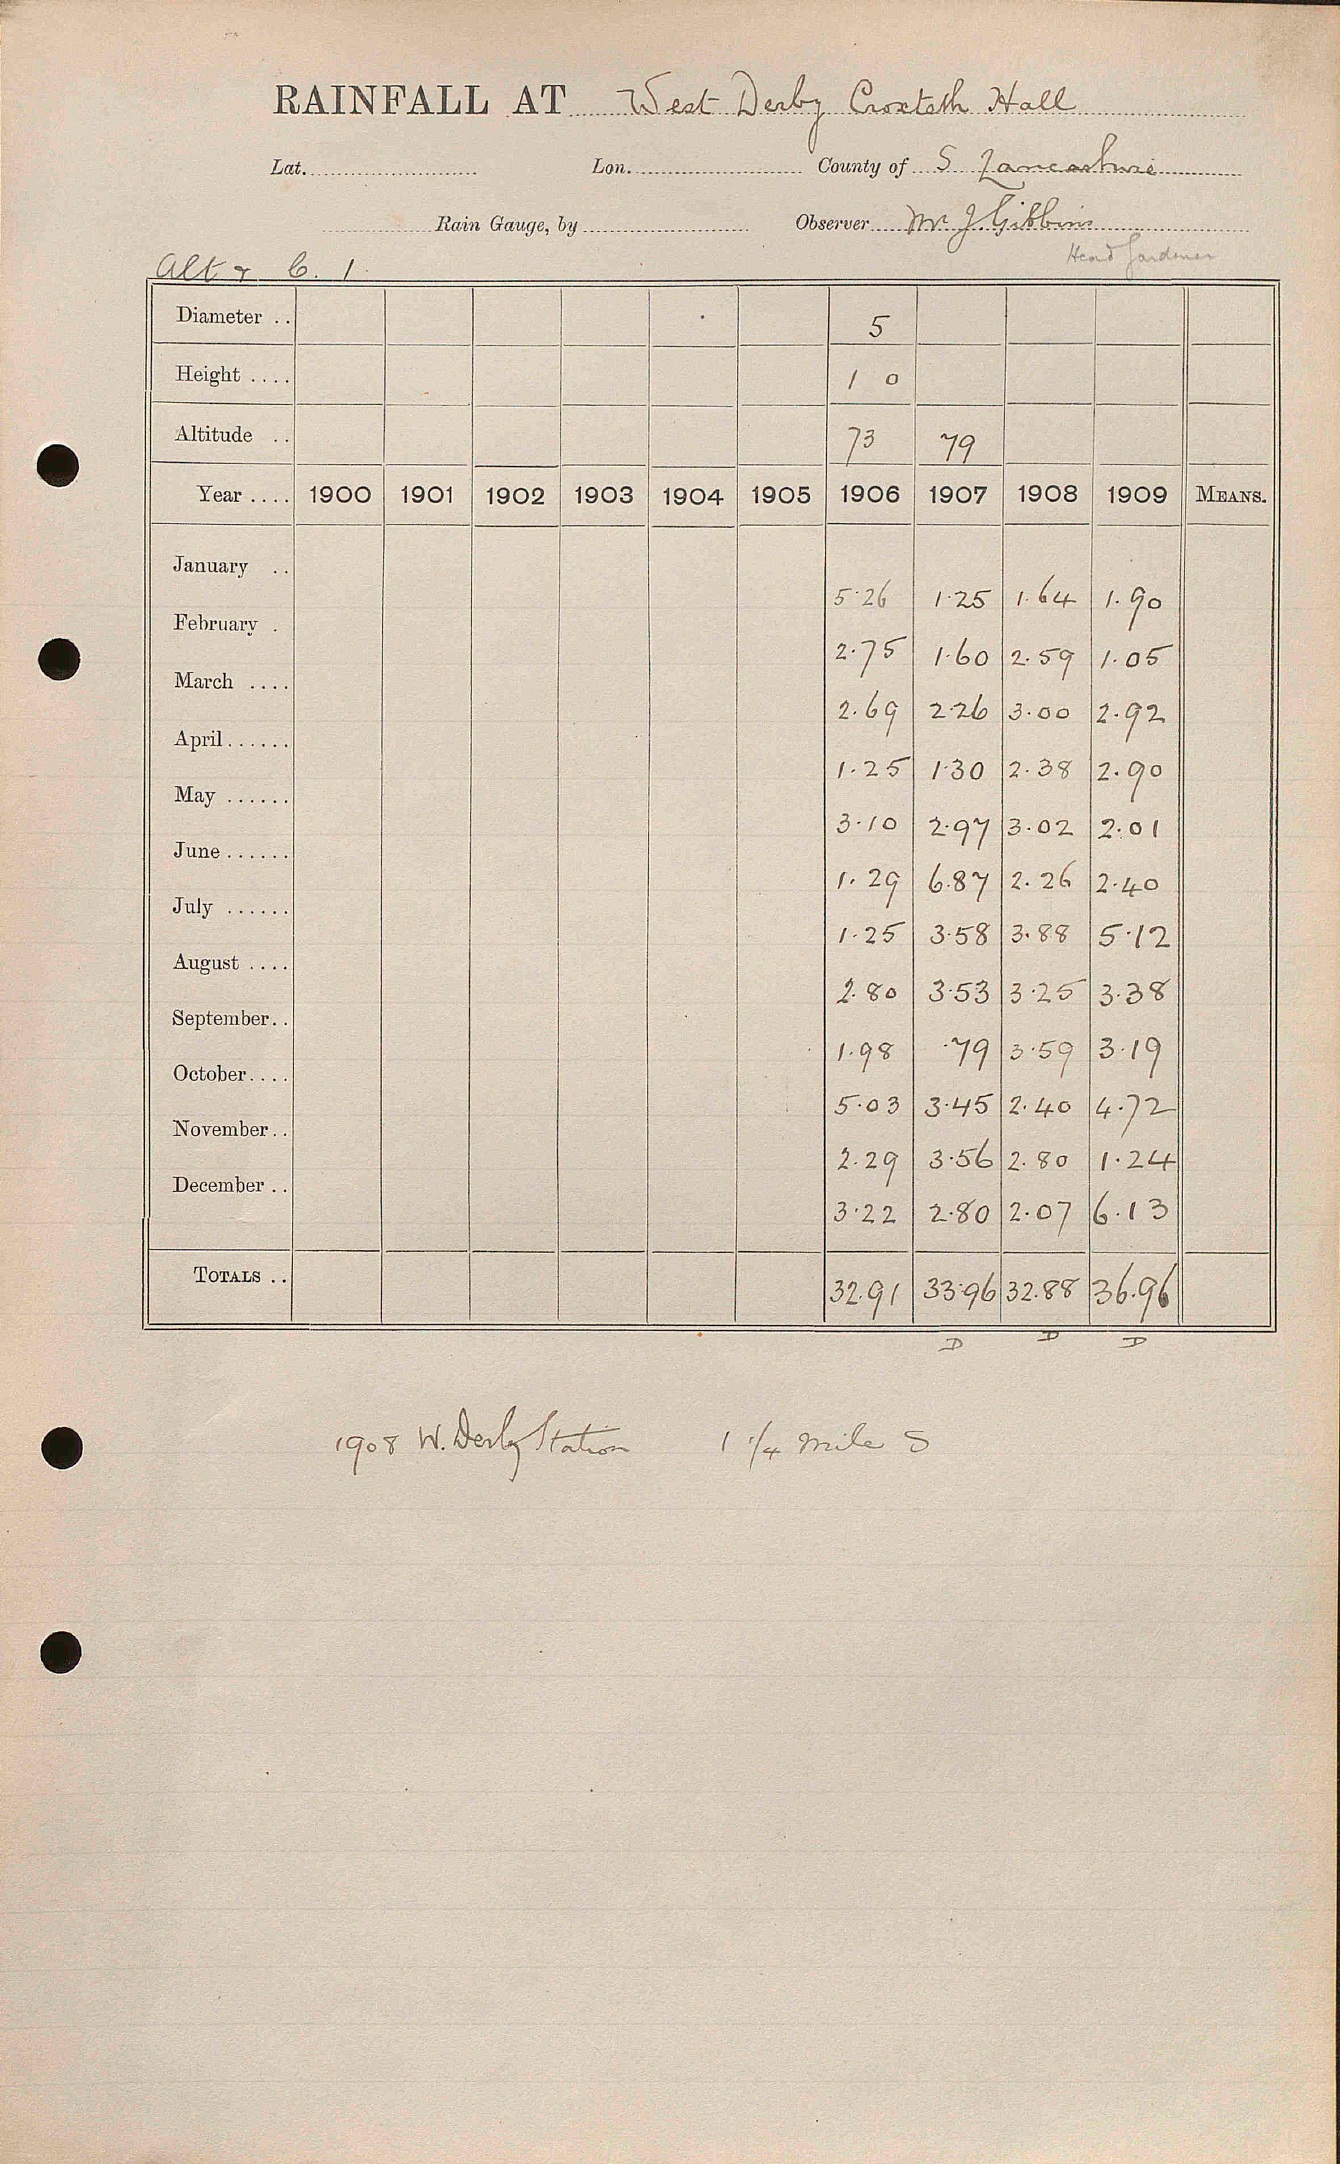 RAINFALL AT West Derby Croxteth Hall
Lat. Lon. County of S. Lancashire
Rain Gauge, by Observer Mr J. Gibbins
Head Gardener
Alt & C. 1.
Diameter .. 5
Height .... 1 0
Altitude .. 73 79
Year .... 1900 1901 1902 1903 1904 1905 1906 1907 1908 1909 MEANS.
January .. 5.26 1.25 1.64 1.90
February . 2.75 1.60 2.59 1.05
March .... 2.69 2.26 3.00 2.92
April...... 1.25 1.30 2.38 2.90
May ...... 3.10 2.97 3.02 2.01
June...... 1.29 6.87 2.26 2.40
July ...... 1.25 3.58 3.88 5.12
August .... 2.80 3.53 3.25 3.38
September.. 1.98 .79 3.59 3.19
October.... 5.03 3.45 2.40 4.72
November.. 2.29 3.56 2.80 1.24
December .. 3.22 2.80 2.07 6.13
TOTALS .. 32.91 33.96 32.88 36.96
D D D
1908 W. Derby Station 1 1/4 mile S